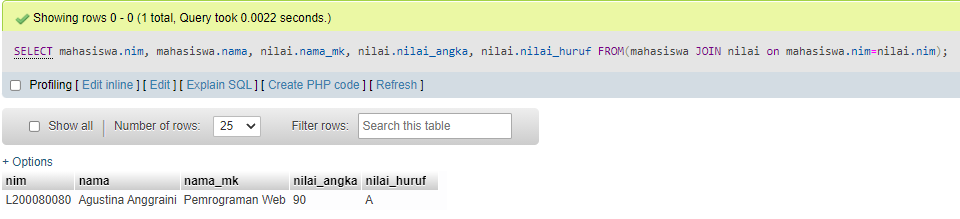 Showing rows 0 - 0 (1 total, Query took 0.0022 seconds.)
SELECT mahasiswa.nim, mahasiswa.nama, nilai.nama_mk, nilai.nilai_angka, nilai.nilai_huruf FROM(mahasiswa JOIN nilai on mahasiswa.nim=nilai.nim);
Profiling [ Edit inline ] [ Edit ] [ Explain SQL ] [ Create PHP code ] [ Refresh ]
Show all | Number of rows: 25 Filter rows: Search this table
+ Options
nim nama nama_mk nilai_angka nilai_huruf
L200080080 Agustina Anggraini Pemrograman Web 90 A